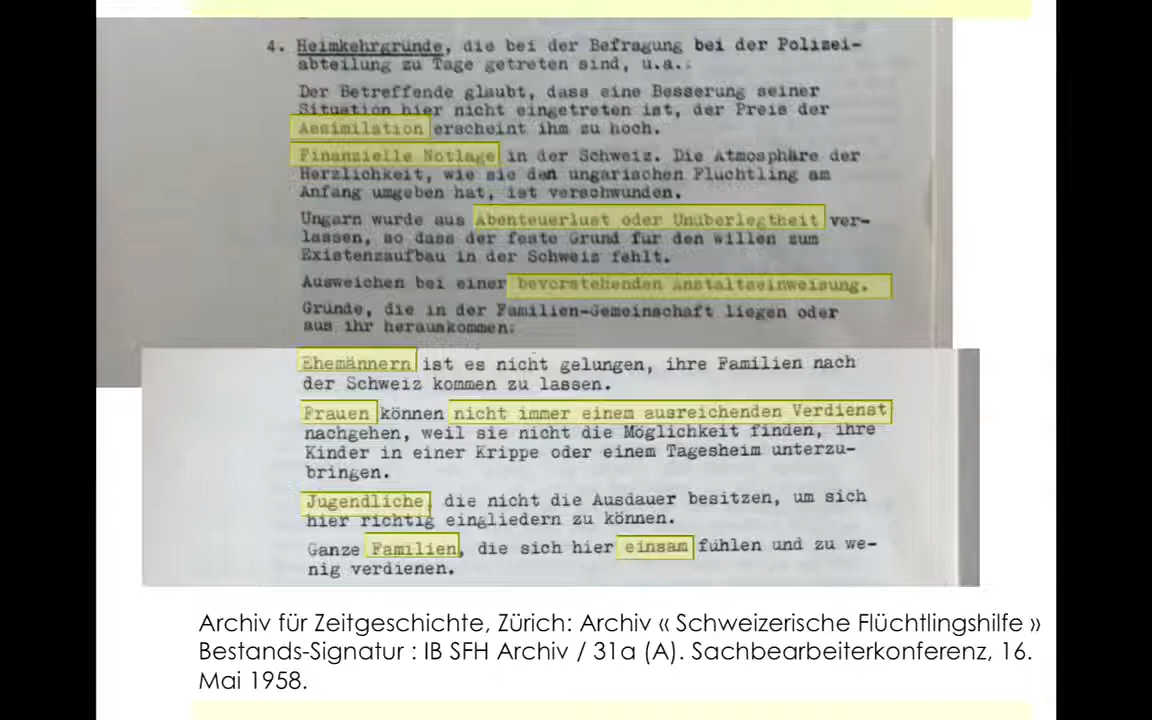 4. Heimkehrgründe, die bei der Befragung bei der Polizei-
abteilung zu Tage getreten sind, u.a.:
Der Betreffende glaubt, dass eine Besserung seiner
Situation hier nicht eingetreten ist, der Preis der
Assimilation erscheint ihm zu hoch.
Finanzielle Notlage in der Schweiz. Die Atmosphäre der
Herzlichkeit, wie sie den ungarischen Flüchtling am
Anfang umgeben hat, ist verschwunden.
Ungarn wurde aus Abenteuerlust oder Unüberlegtheit ver-
lassen, so dass der feste Grund für den Willen zum
Existenzaufbau in der Schweiz fehlt.
Ausweichen bei einer bevorstehenden Anstaltseinweisung.
Gründe, die in der Familien-Gemeinschaft liegen oder
aus ihr herauskommen:
Ehemännern ist es nicht gelungen, ihre Familien nach
der Schweiz kommen zu lassen.
Frauen können nicht immer einem ausreichenden Verdienst
nachgehen, weil sie nicht die Möglichkeit finden, ihre
Kinder in einer Krippe oder einem Tagesheim unterzu-
bringen.
Jugendliche, die nicht die Ausdauer besitzen, um sich
hier richtig eingliedern zu können.
Ganze Familien, die sich hier einsam fühlen und zu we-
nig verdienen.
Archiv für Zeitgeschichte, Zürich: Archiv « Schweizerische Flüchtlingshilfe »
Bestands-Signatur : IB SFH Archiv / 31a (A). Sachbearbeiterkonferenz, 16.
Mai 1958.